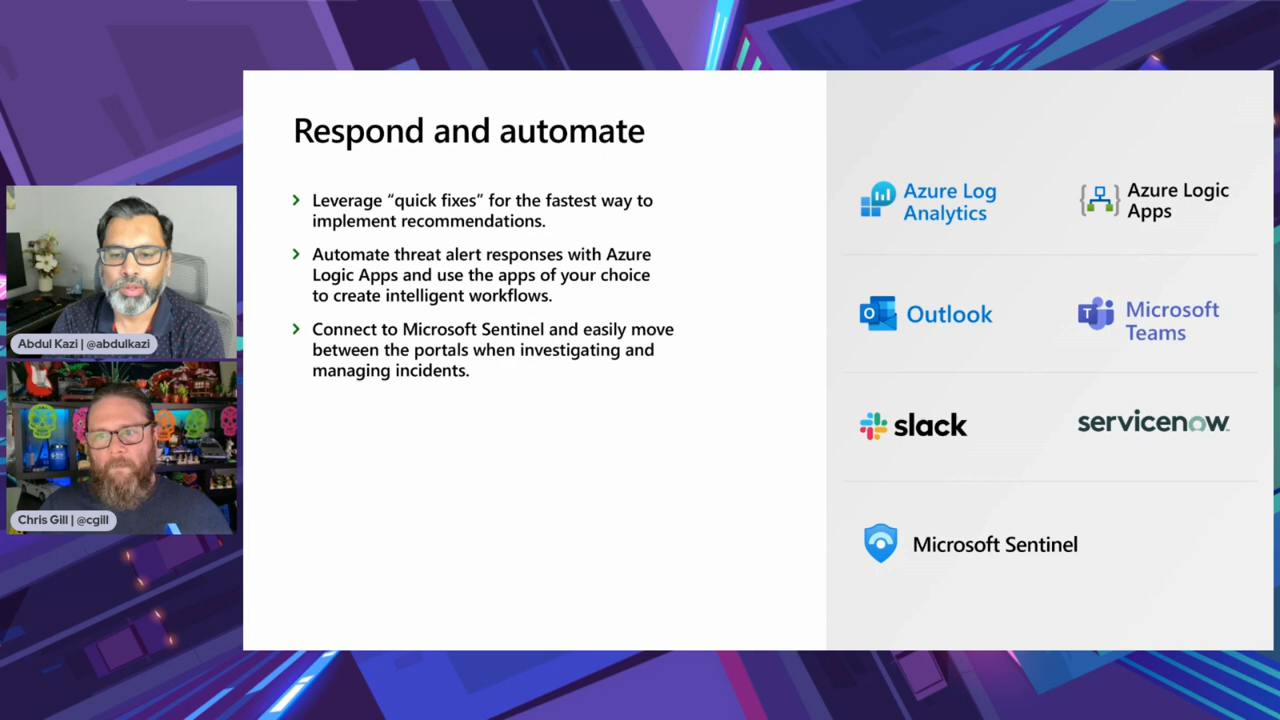 Respond and automate
Leverage “quick fixes” for the fastest way to
implement recommendations.
Automate threat alert responses with Azure
Logic Apps and use the apps of your choice
to create intelligent workflows.
Connect to Microsoft Sentinel and easily move
between the portals when investigating and
managing incidents.
Azure Log
Analytics
Azure Logic
Apps
Outlook
Microsoft
Teams
slack
servicenow
Microsoft Sentinel
Abdul Kazi | @abdulkazi
Chris Gill | @cgill